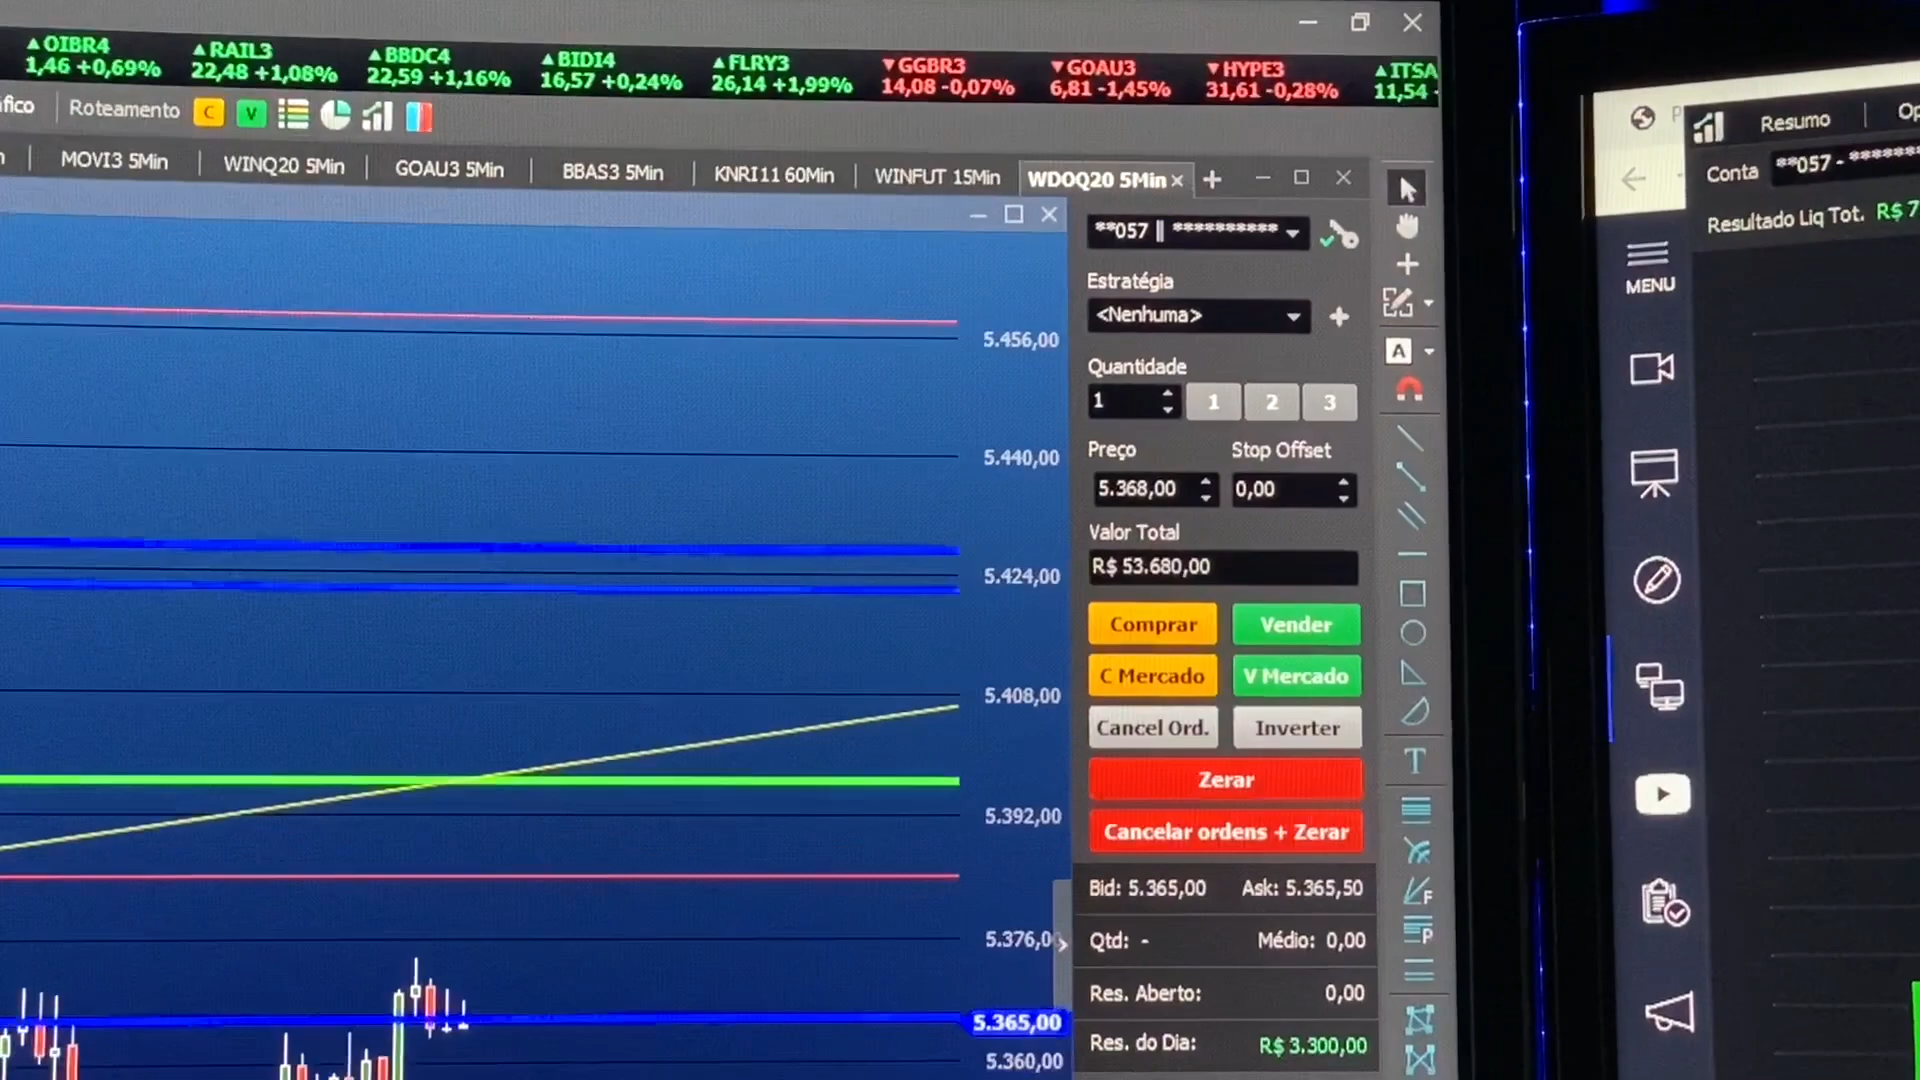 ▲OIBR4 ▲RAIL3 ▲BBDC4 ▲BIDI4 ▲FLRY3 ▼GGBR3 ▼GOAU3 ▼HYPE3 ▲ITSA
1,46 +0,69% 22,48 +1,08% 22,59 +1,16% 16,57 +0,24% 26,14 +1,99% 14,08 -0,07% 6,81 -1,45% 31,61 -0,28% 11,54
fico Roteamento C V
MOVI3 5Min WINQ20 5Min GOAU3 5Min BBAS3 5Min KNRI11 60Min WINFUT 15Min WDOQ20 5Min
**057 || **********
Estratégia
<Nenhuma>
Quantidade
1 1 2 3
Preço Stop Offset
5.368,00 0,00
Valor Total
R$ 53.680,00
Comprar Vender
C Mercado V Mercado
Cancel Ord. Inverter
Zerar
Cancelar ordens + Zerar
Bid: 5.365,00 Ask: 5.365,50
Qtd: - Médio: 0,00
Res. Aberto: 0,00
Res. do Dia: R$ 3.300,00
5.456,00
5.440,00
5.424,00
5.408,00
5.392,00
5.376,0
5.365,00
5.360,00
A
T
F
P
Resumo Op
Conta **057 - *******
Resultado Liq Tot. R$ 7
MENU